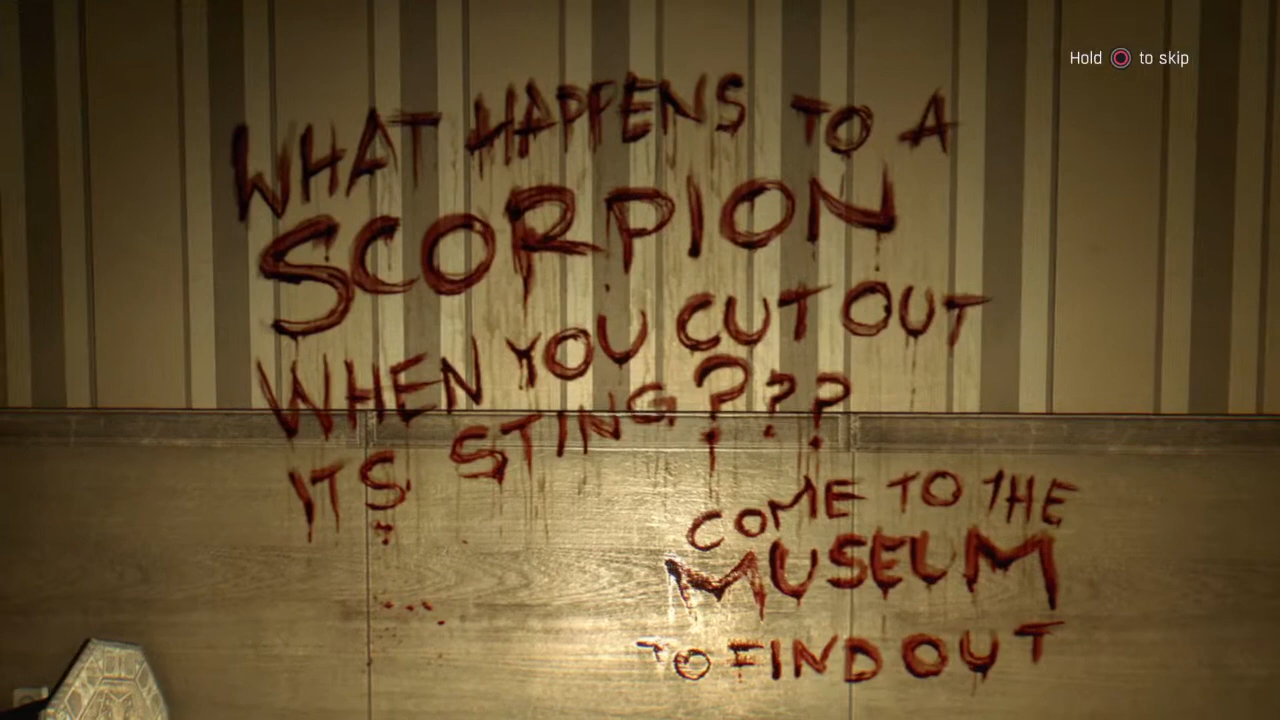 Hold to skip
WHAT HAPPENS TO A
SCORPION
WHEN YOU CUT OUT
ITS STING???
COME TO THE
MUSEUM
TO FIND OUT